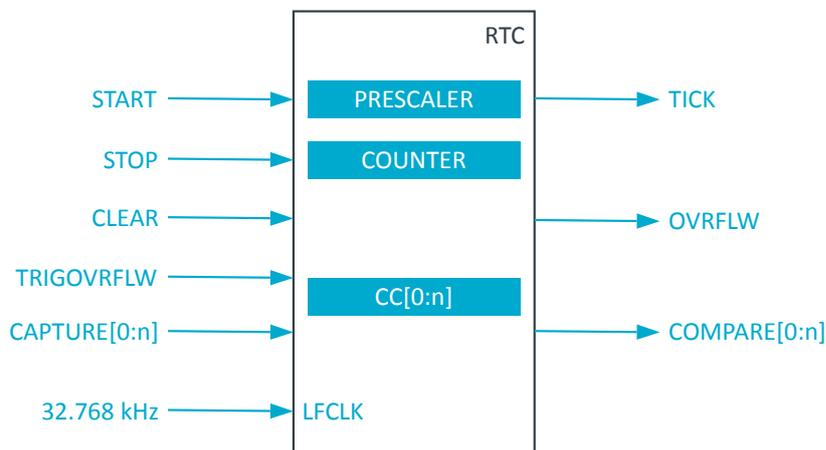 RTC
START
PRESCALER
TICK
STOP
COUNTER
CLEAR
OVRFLW
TRIGOVRFLW
CC[0:n]
CAPTURE[0:n]
COMPARE[0:n]
32.768 kHz
LFCLK